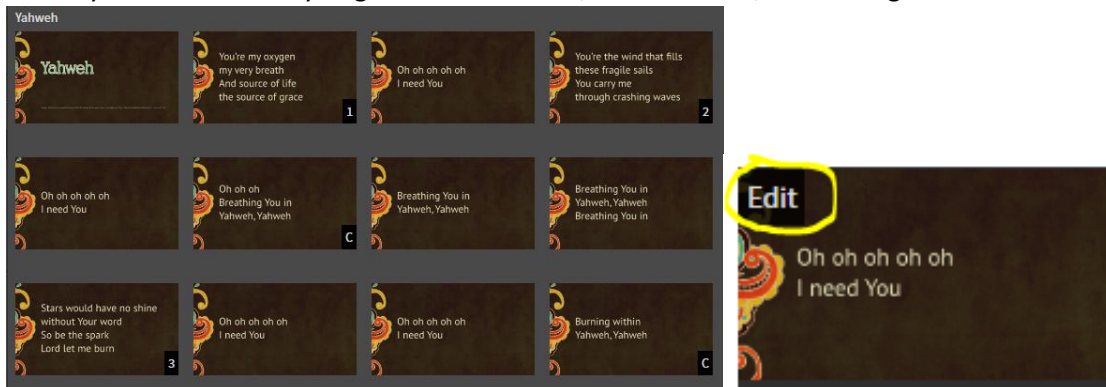 Yahweh
Yahweh
You're my oxygen
my very breath
And source of life
the source of grace
1
Oh oh oh oh oh
I need You
You're the wind that fills
these fragile sails
You carry me
through crashing waves
2
Oh oh oh oh oh
I need You
Oh oh oh
Breathing You in
Yahweh, Yahweh
C
Breathing You in
Yahweh, Yahweh
Breathing You in
Yahweh, Yahweh
Breathing You in
Stars would have no shine
without Your word
So be the spark
Lord let me burn
3
Oh oh oh oh oh
I need You
Oh oh oh oh oh
I need You
Burning within
Yahweh, Yahweh
C
Edit
Oh oh oh oh oh
I need You